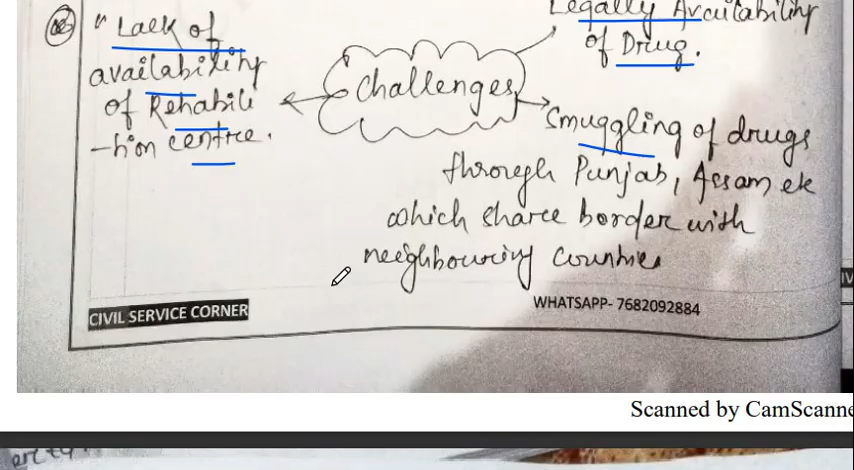 Legally Availability
of Drug.
" Lack of
availability
of Rehabili
-tion centre.
Challenges
Smuggling of drugs
through Punjab, Assam etc
which share border with
neighbouring countries
CIVIL SERVICE CORNER
WHATSAPP- 7682092884
Scanned by CamScanne